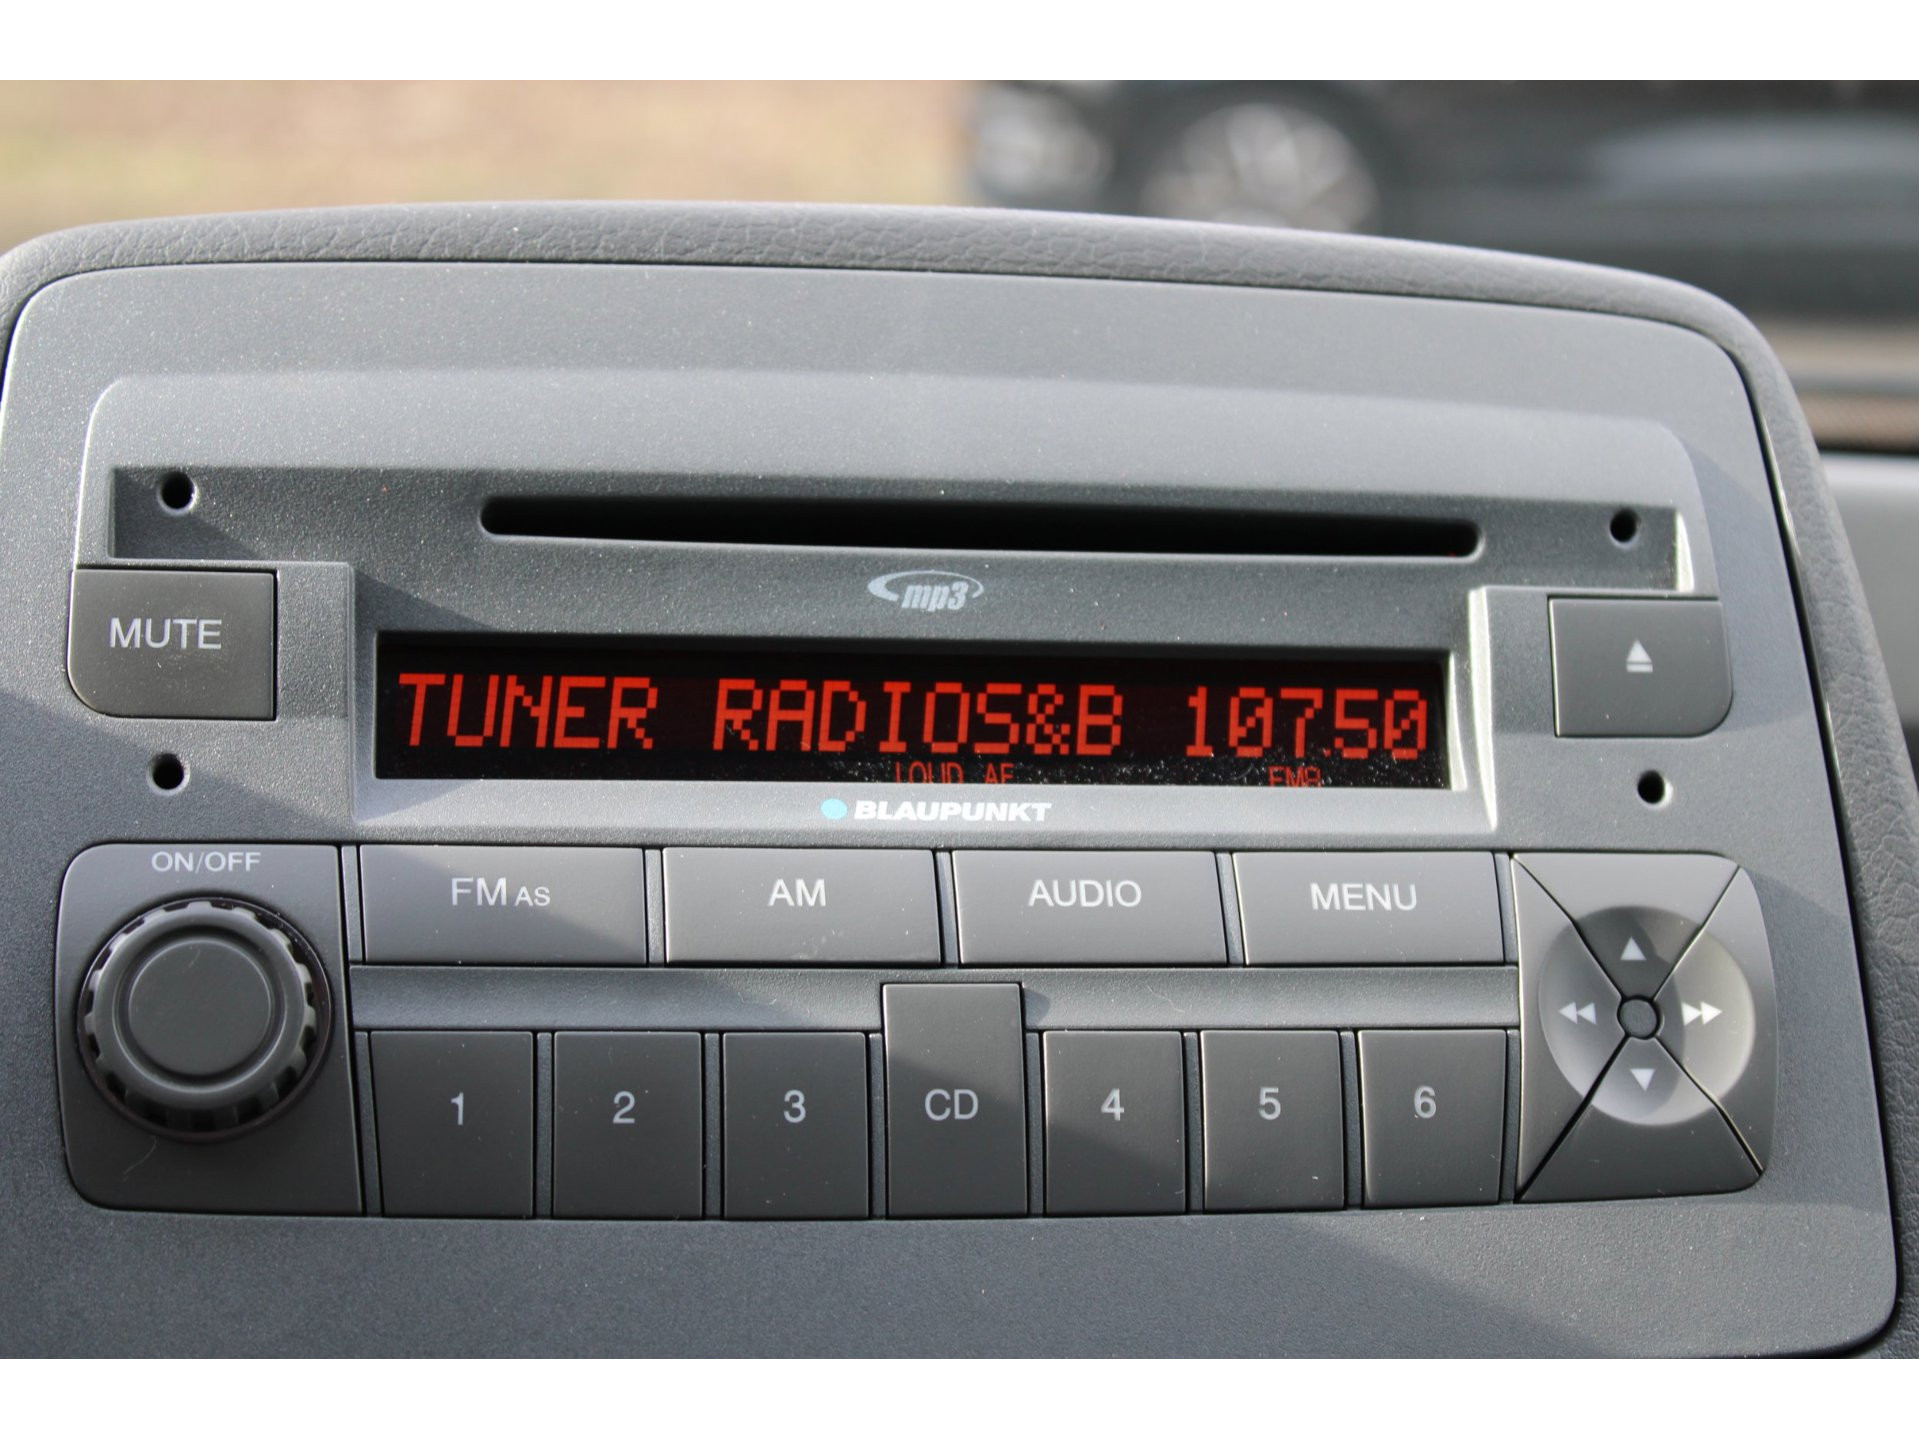 mp3
MUTE
TUNER RADIOS&B 107.50
LOUD AF
BLAUPUNKT
ON/OFF
FM AS AM AUDIO MENU
1 2 3 CD 4 5 6